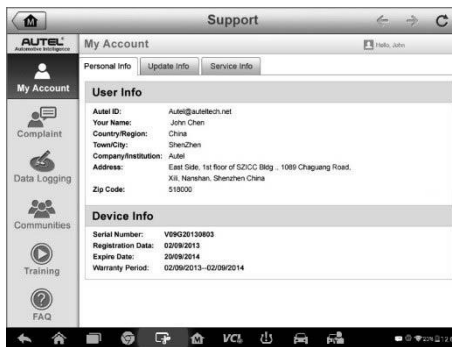 Support
AUTEL
Automotive Intelligence
My Account
Hello, John
My Account
Personal Info
Update Info
Service Info
User Info
Autel ID: Autel@auteltech.net
Your Name: John Chen
Country/Region: China
Town/City: ShenZhen
Company/Institution: Autel
Address: East Side, 1st floor of SZICC Bldg ., 1089 Chaguang Road,
Xili, Nanshan, Shenzhen China
Zip Code: 518000
Device Info
Serial Number: V09G20130803
Registration Data: 02/09/2013
Expire Date: 20/09/2014
Warranty Period: 02/09/2013--02/09/2014
Complaint
Data Logging
Communities
Training
FAQ
VCI